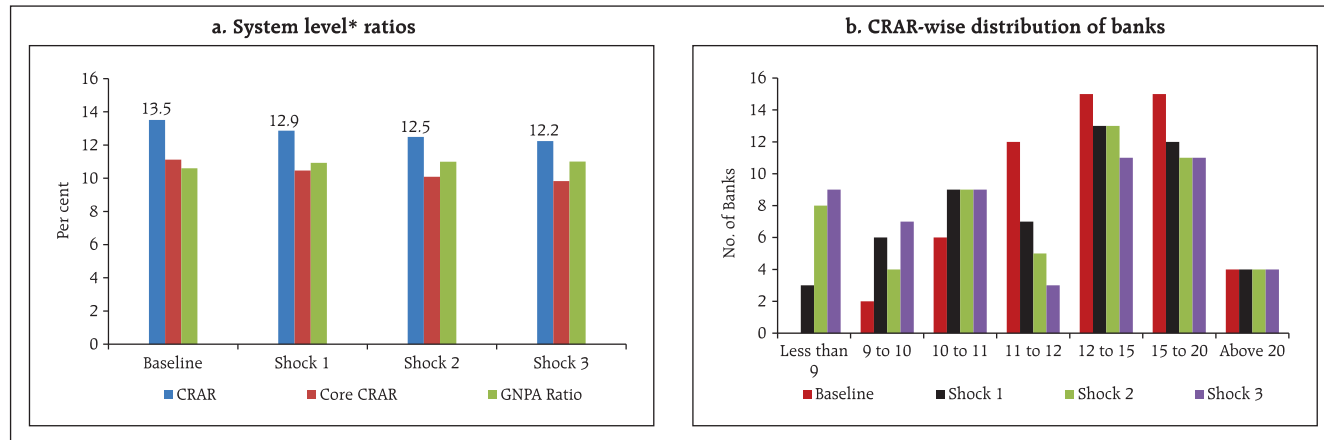 a. System level* ratios
16
14
12
10
8
6
4
2
0
Per cent
13.5
12.9
12.5
12.2
Baseline
Shock 1
Shock 2
Shock 3
CRAR
Core CRAR
GNPA Ratio
b. CRAR-wise distribution of banks
16
14
12
10
8
6
4
2
0
No. of Banks
Less than
9
9 to 10
10 to 11
11 to 12
12 to 15
15 to 20
Above 20
Baseline
Shock 1
Shock 2
Shock 3